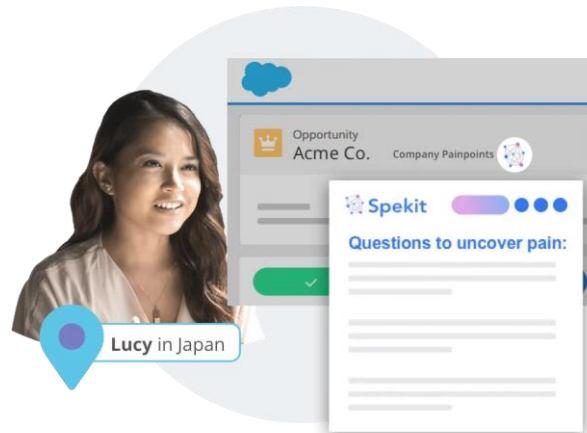 Opportunity
Acme Co.
Company Painpoints
Spekit
Questions to uncover pain:
Lucy in Japan